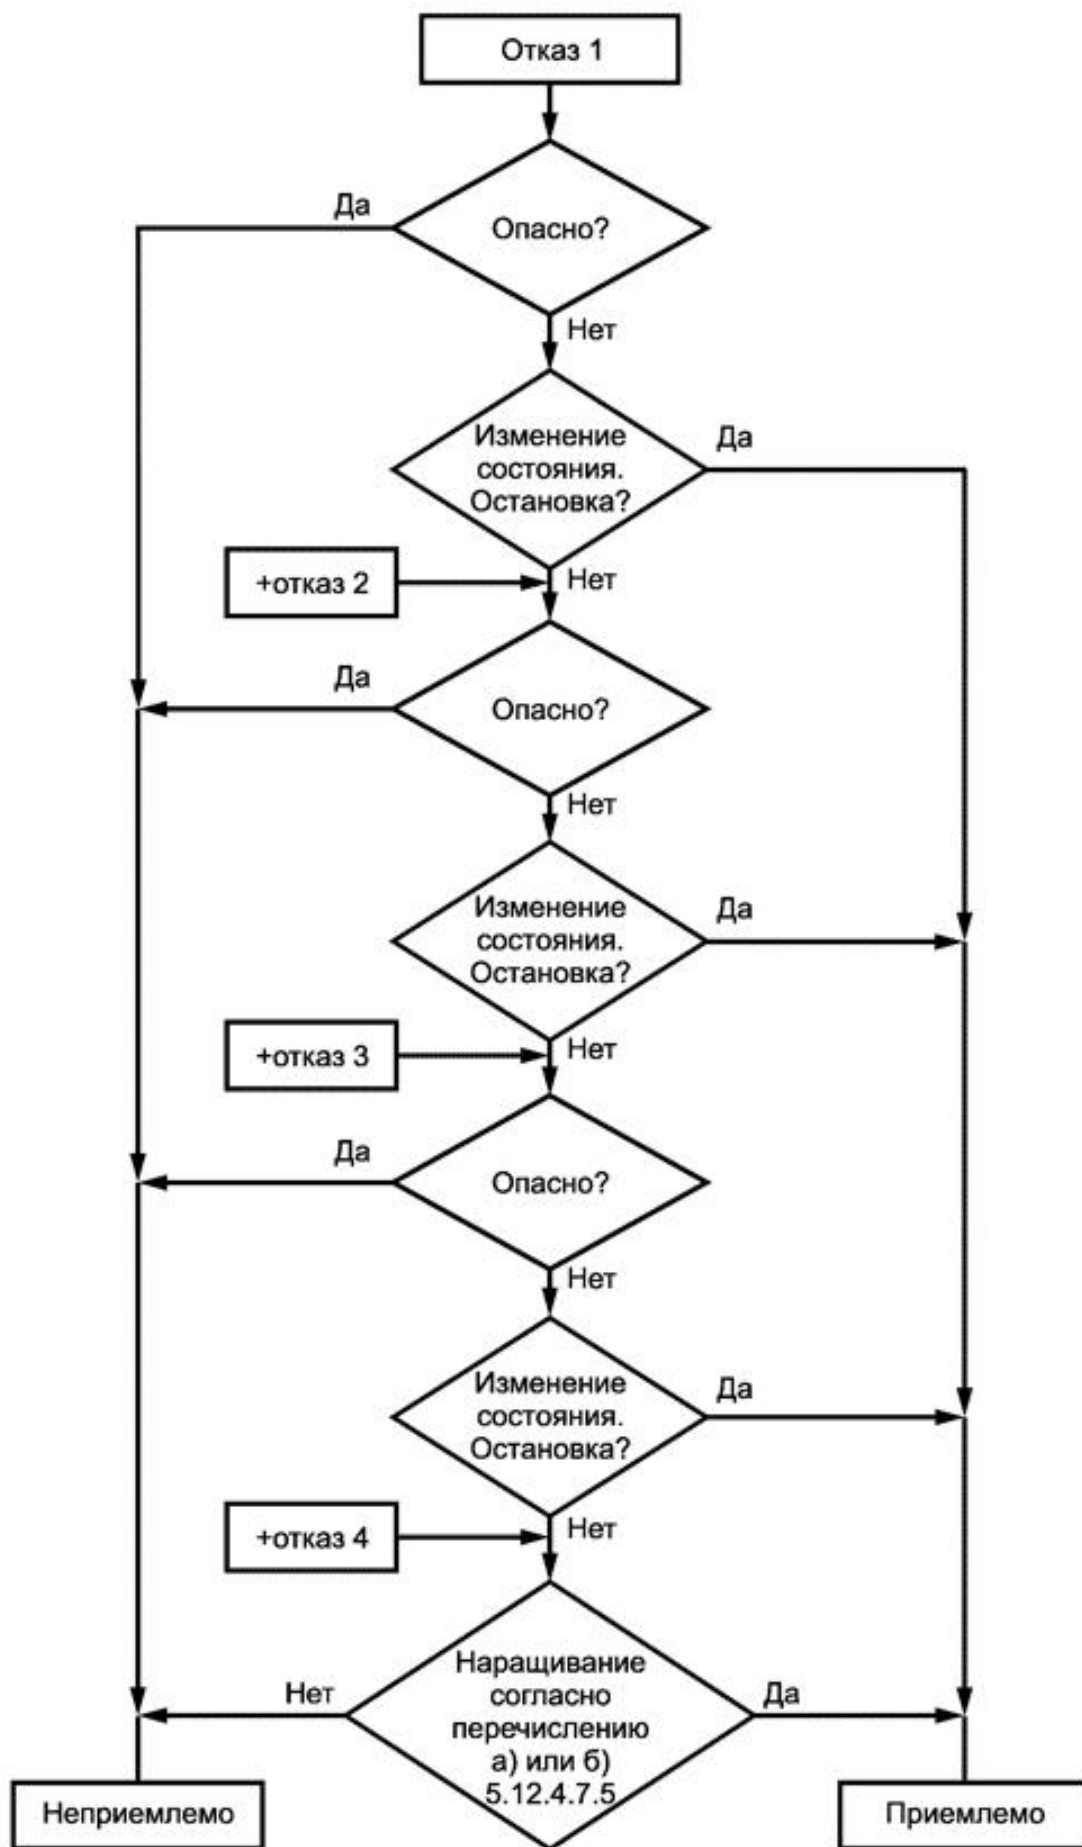 Отказ 1
Да
Опасно?
Нет
Изменение
состояния.
Остановка?
Да
+отказ 2
Нет
Да
Опасно?
Нет
Изменение
состояния.
Остановка?
Да
+отказ 3
Нет
Да
Опасно?
Нет
Изменение
состояния.
Остановка?
Да
+отказ 4
Нет
Нет
Наращивание
согласно
перечислению
а) или б)
5.12.4.7.5
Да
Неприемлемо
Приемлемо